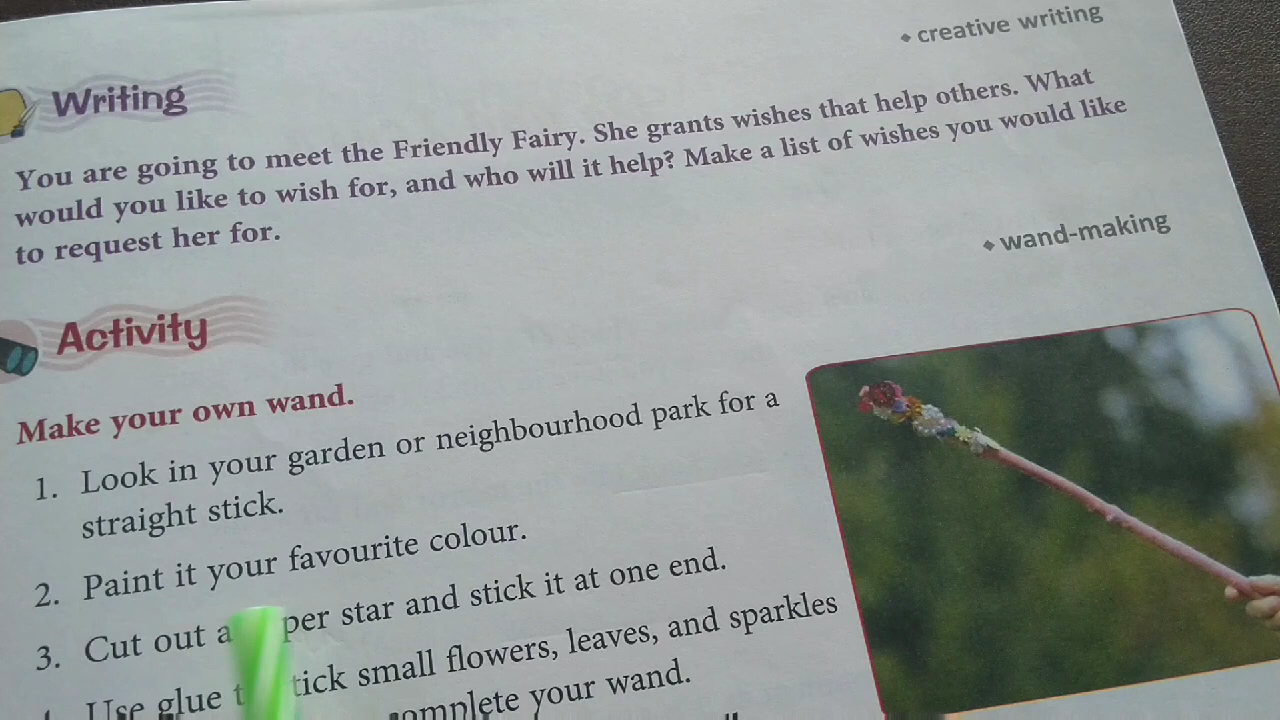 creative writing
Writing
You are going to meet the Friendly Fairy. She grants wishes that help others. What
would you like to wish for, and who will it help? Make a list of wishes you would like
to request her for.
wand-making
Activity
Make your own wand.
1. Look in your garden or neighbourhood park for a
straight stick.
2. Paint it your favourite colour.
3. Cut out a per star and stick it at one end.
Use glue t tick small flowers, leaves, and sparkles
omplete your wand.